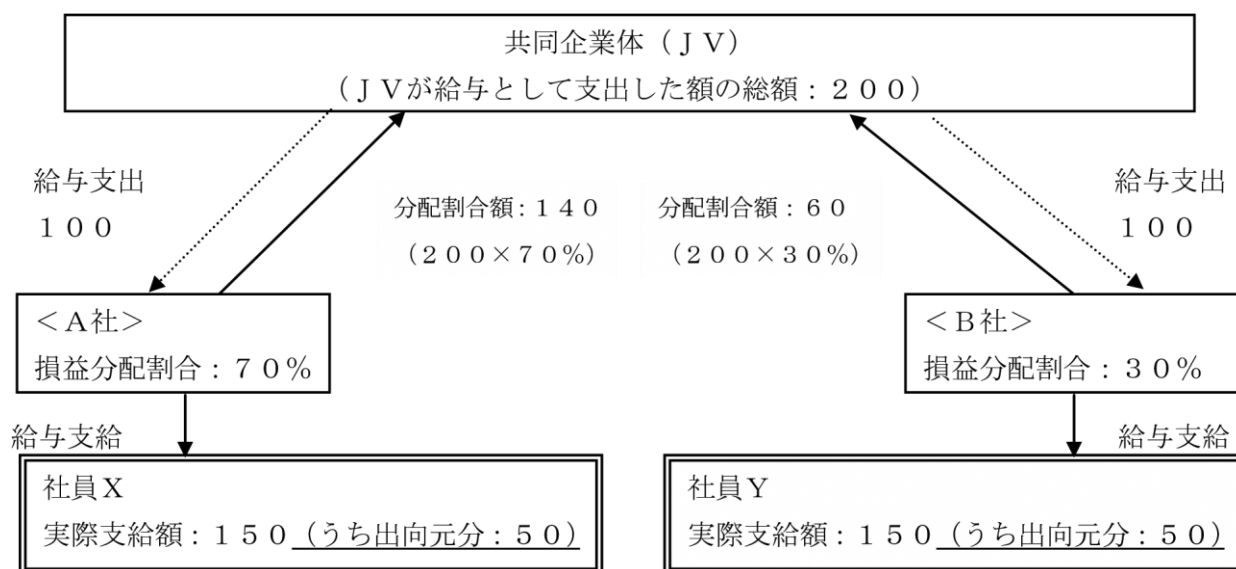 共同企業体（ＪＶ）
（ＪＶが給与として支出した額の総額：２００）
給与支出
１００
分配割合額：１４０
（２００×７０％）
分配割合額：６０
（２００×３０％）
給与支出
１００
＜Ａ社＞
損益分配割合：７０％
＜Ｂ社＞
損益分配割合：３０％
給与支給
給与支給
社員Ｘ
実際支給額：１５０（うち出向元分：５０）
社員Ｙ
実際支給額：１５０（うち出向元分：５０）